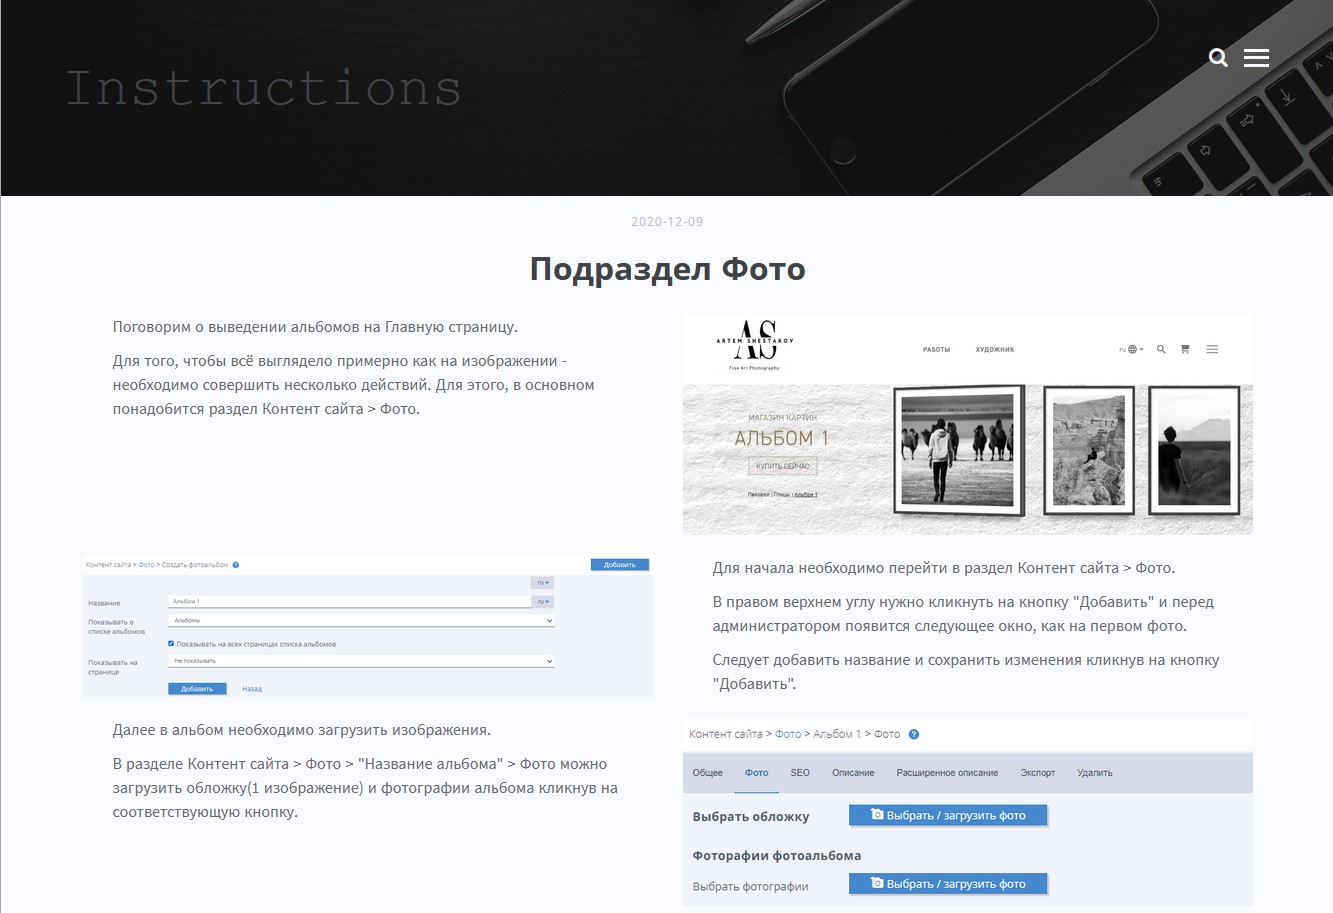 Instructions
2020-12-09
Подраздел Фото
Поговорим о выведении альбомов на Главную страницу.
Для того, чтобы всё выглядело примерно как на изображении -
необходимо совершить несколько действий. Для этого, в основном
понадобится раздел Контент сайта > Фото.
AS
ARTEM SHESTAKOV
Fine Art Photography
РАБОТЫ
ХУДОЖНИК
ru
МАГАЗИН КАРТИН
АЛЬБОМ 1
КУПИТЬ СЕЙЧАС
Пейзажи | Птицы | Альбом 1
Контент сайта > Фото > Создать фотоальбом ?
Добавить
ru
Название
Альбом 1
ru
Показывать в
списке альбомов
Альбомы
Показывать на всех страницах списка альбомов
Показывать на
странице
Не показывать
Добавить
Назад
Для начала необходимо перейти в раздел Контент сайта > Фото.
В правом верхнем углу нужно кликнуть на кнопку "Добавить" и перед
администратором появится следующее окно, как на первом фото.
Следует добавить название и сохранить изменения кликнув на кнопку
"Добавить".
Далее в альбом необходимо загрузить изображения.
В разделе Контент сайта > Фото > "Название альбома" > Фото можно
загрузить обложку(1 изображение) и фотографии альбома кликнув на
соответствующую кнопку.
Контент сайта > Фото > Альбом 1 > Фото ?
Общее Фото SEO Описание Расширенное описание Экспорт Удалить
Выбрать обложку
Выбрать / загрузить фото
Фоторафии фотоальбома
Выбрать фотографии
Выбрать / загрузить фото